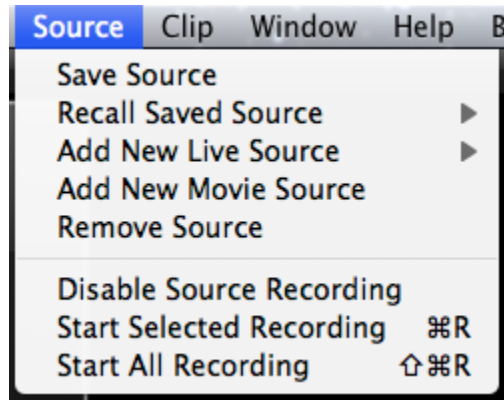 Source Clip Window Help
Save Source
Recall Saved Source
Add New Live Source
Add New Movie Source
Remove Source
Disable Source Recording
Start Selected Recording ⌘R
Start All Recording ⇧⌘R